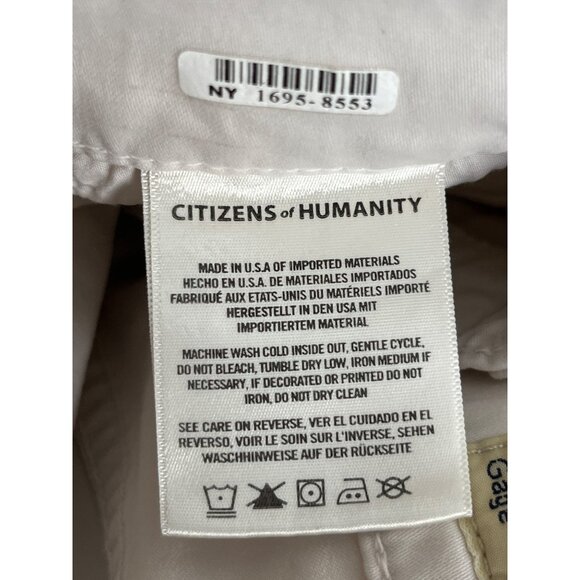 NY 1695-8553
CITIZENS of HUMANITY
MADE IN U.S.A OF IMPORTED MATERIALS
HECHO EN U.S.A. DE MATERIALES IMPORTADOS
FABRIQUÉ AUX ETATS-UNIS DU MATÉRIELS IMPORTÉ
HERGESTELLT IN DEN USA MIT
IMPORTIERTEM MATERIAL
MACHINE WASH COLD INSIDE OUT, GENTLE CYCLE,
DO NOT BLEACH, TUMBLE DRY LOW, IRON MEDIUM IF
NECESSARY, IF DECORATED OR PRINTED DO NOT
IRON, DO NOT DRY CLEAN
SEE CARE ON REVERSE, VER EL CUIDADO EN EL
REVERSO, VOIR LE SOIN SUR L'INVERSE, SEHEN
WASCHHINWEISE AUF DER RÜCKSEITE
Gage